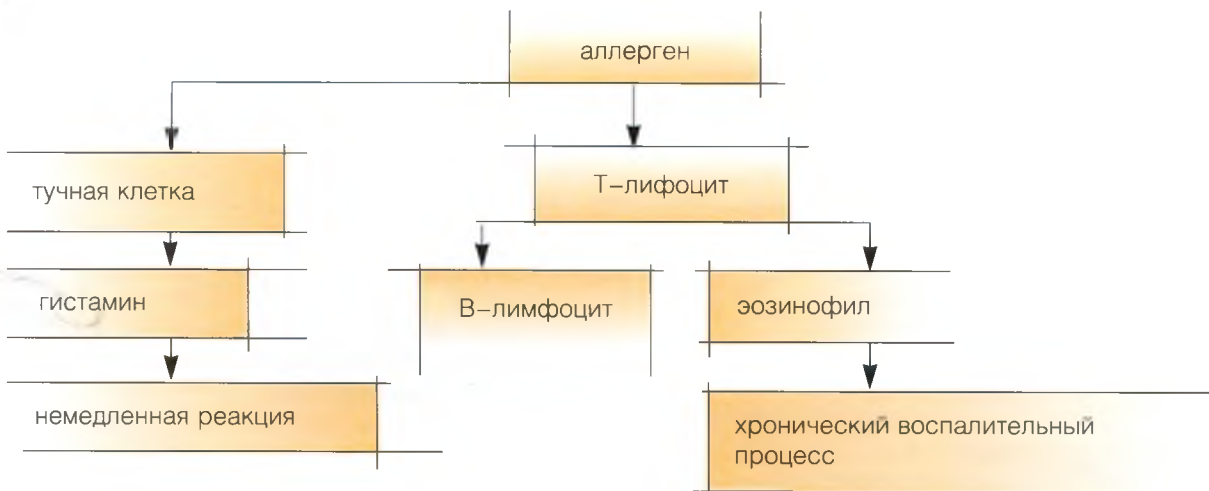 аллерген
тучная клетка
Т–лифоцит
гистамин
В–лимфоцит
эозинофил
немедленная реакция
хронический воспалительный
процесс